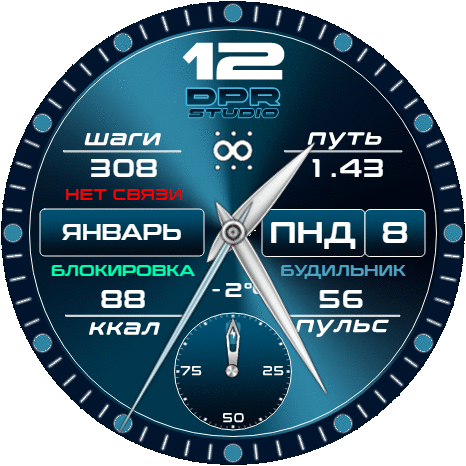 12
DPR
STUDIO
шаги
путь
308
1.43
НЕТ СВЯЗИ
ЯНВАРЬ
ПНД
8
БЛОКИРОВКА
БУДИЛЬНИК
-2°
88
56
ккал
пульс
75
25
50